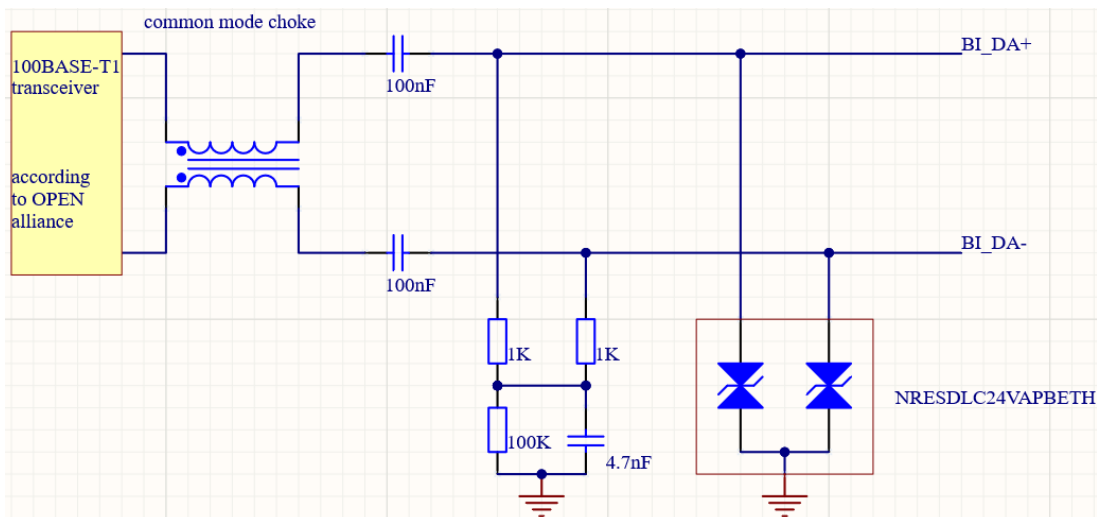 common mode choke
100BASE-T1
transceiver
according
to OPEN
alliance
100nF
BI_DA+
100nF
BI_DA-
1K
1K
100K
4.7nF
NRESDLC24VAPBETH